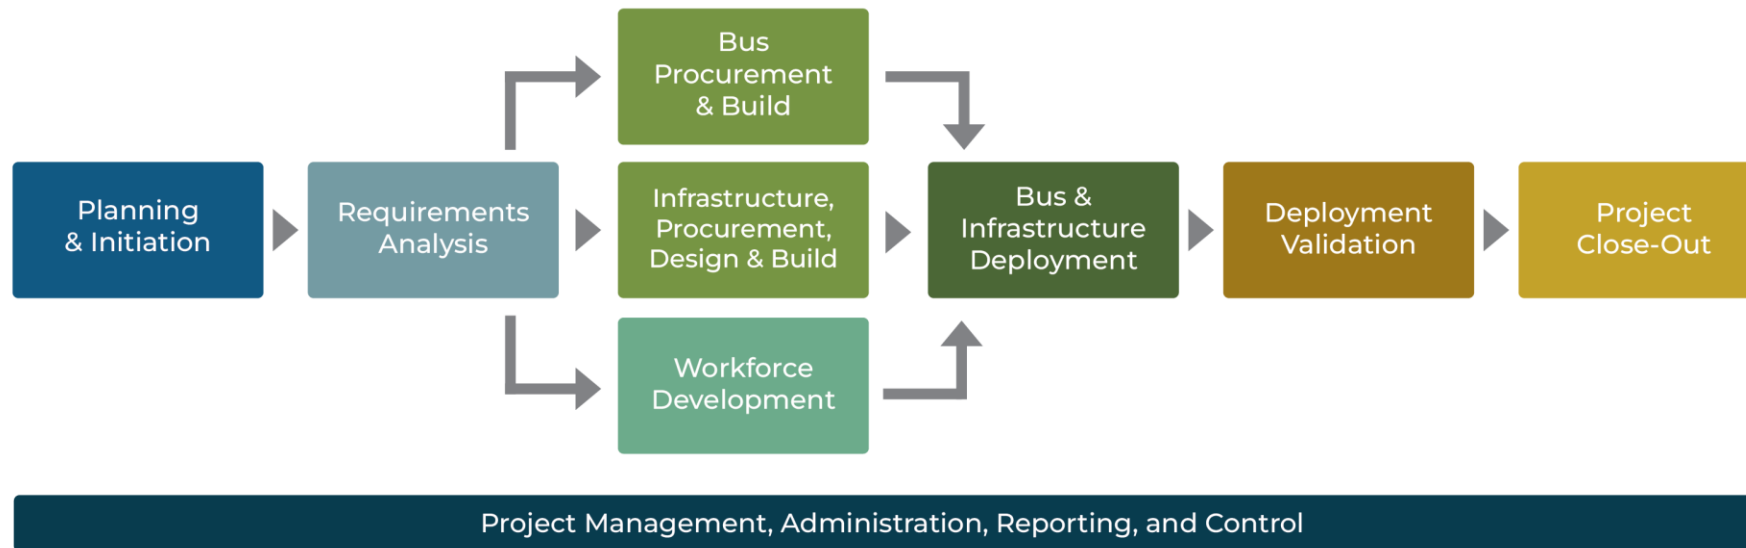 Planning
& Initiation
Requirements
Analysis
Bus
Procurement
& Build
Infrastructure,
Procurement,
Design & Build
Workforce
Development
Bus &
Infrastructure
Deployment
Deployment
Validation
Project
Close-Out
Project Management, Administration, Reporting, and Control